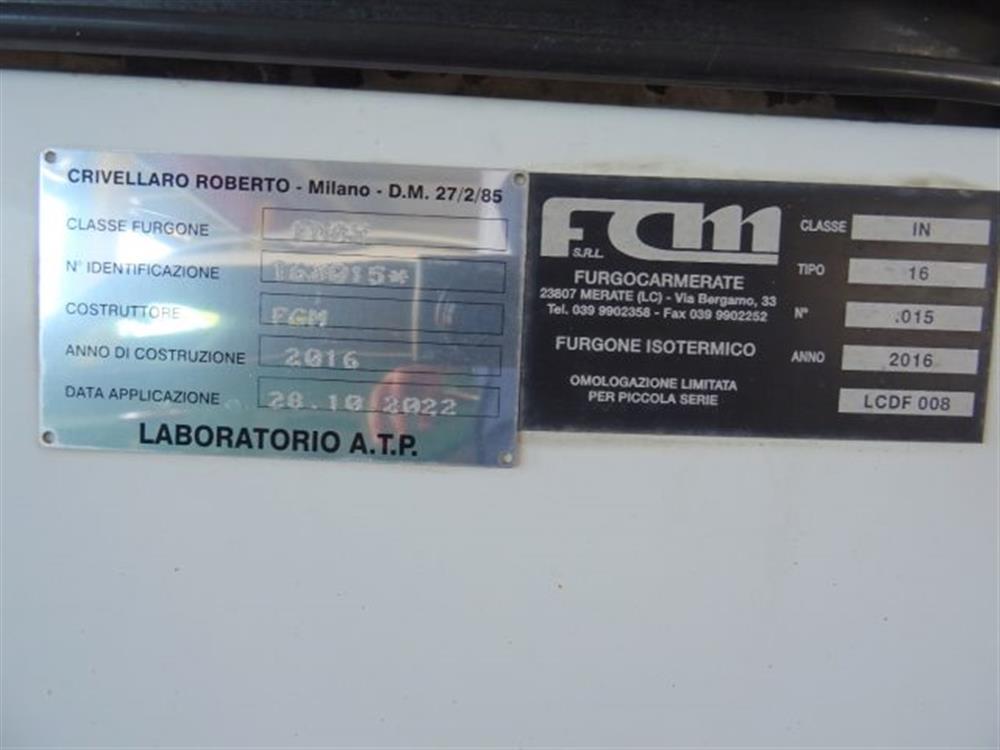 CRIVELLARO ROBERTO - Milano - D.M. 27/2/85
CLASSE FURGONE
N° IDENTIFICAZIONE
COSTRUTTORE FGM
ANNO DI COSTRUZIONE 2016
DATA APPLICAZIONE 28.10 2022
LABORATORIO A.T.P.
FCM
S.R.L.
FURGOCARMERATE
23807 MERATE (LC) - Via Bergamo, 33
Tel. 039 9902358 - Fax 039 9902252
FURGONE ISOTERMICO
OMOLOGAZIONE LIMITATA
PER PICCOLA SERIE
CLASSE IN
TIPO 16
N° .015
ANNO 2016
LCDF 008